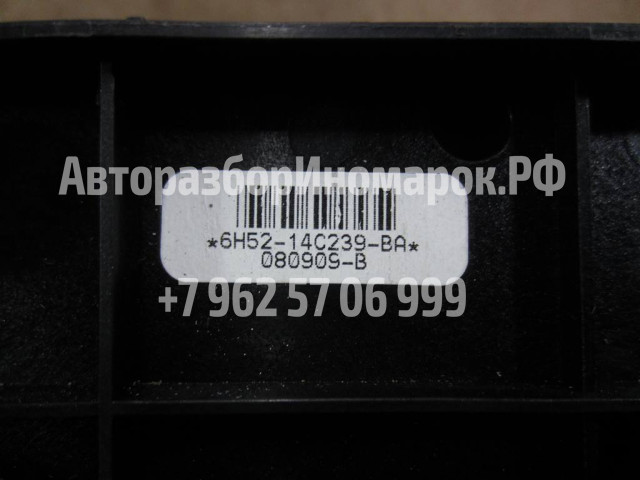 АвторазборИномарок.РФ
*6H52-14C239-BA*
080909-B
+7 962 57 06 999